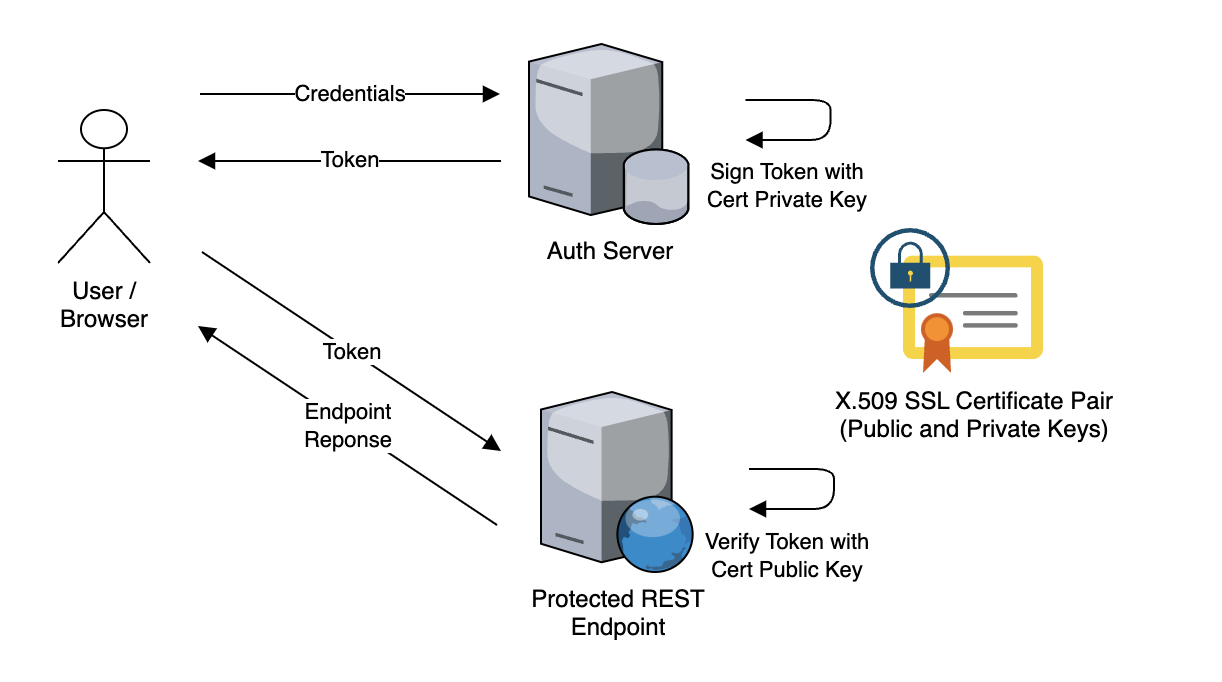 Credentials
Token
Sign Token with
Cert Private Key
Auth Server
User /
Browser
Token
Endpoint
Reponse
X.509 SSL Certificate Pair
(Public and Private Keys)
Verify Token with
Cert Public Key
Protected REST
Endpoint